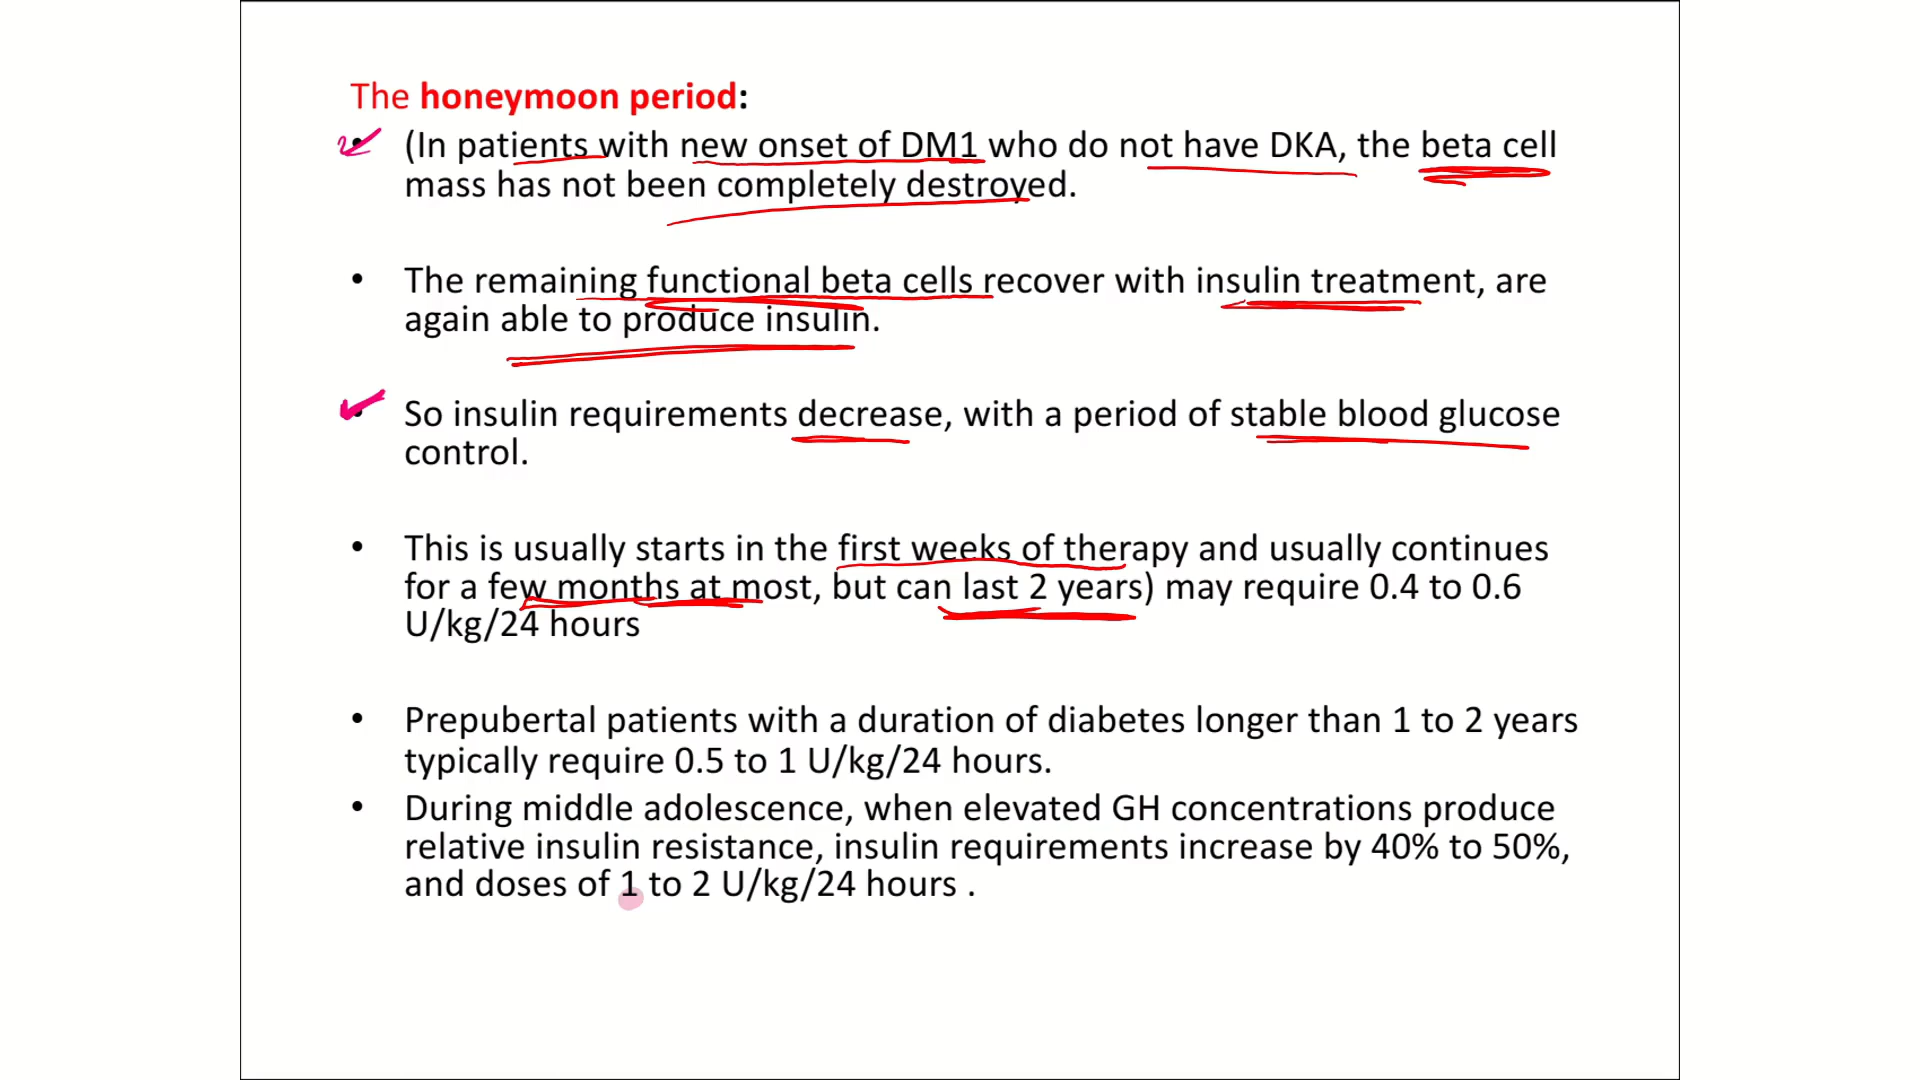 The honeymoon period:
• (In patients with new onset of DM1 who do not have DKA, the beta cell
mass has not been completely destroyed.
• The remaining functional beta cells recover with insulin treatment, are
again able to produce insulin.
• So insulin requirements decrease, with a period of stable blood glucose
control.
• This is usually starts in the first weeks of therapy and usually continues
for a few months at most, but can last 2 years) may require 0.4 to 0.6
U/kg/24 hours
• Prepubertal patients with a duration of diabetes longer than 1 to 2 years
typically require 0.5 to 1 U/kg/24 hours.
• During middle adolescence, when elevated GH concentrations produce
relative insulin resistance, insulin requirements increase by 40% to 50%,
and doses of 1 to 2 U/kg/24 hours .